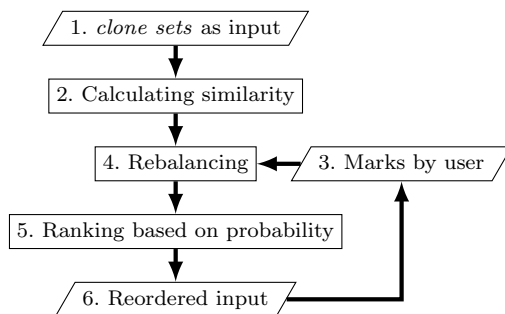 1. clone sets as input
2. Calculating similarity
4. Rebalancing
3. Marks by user
5. Ranking based on probability
6. Reordered input